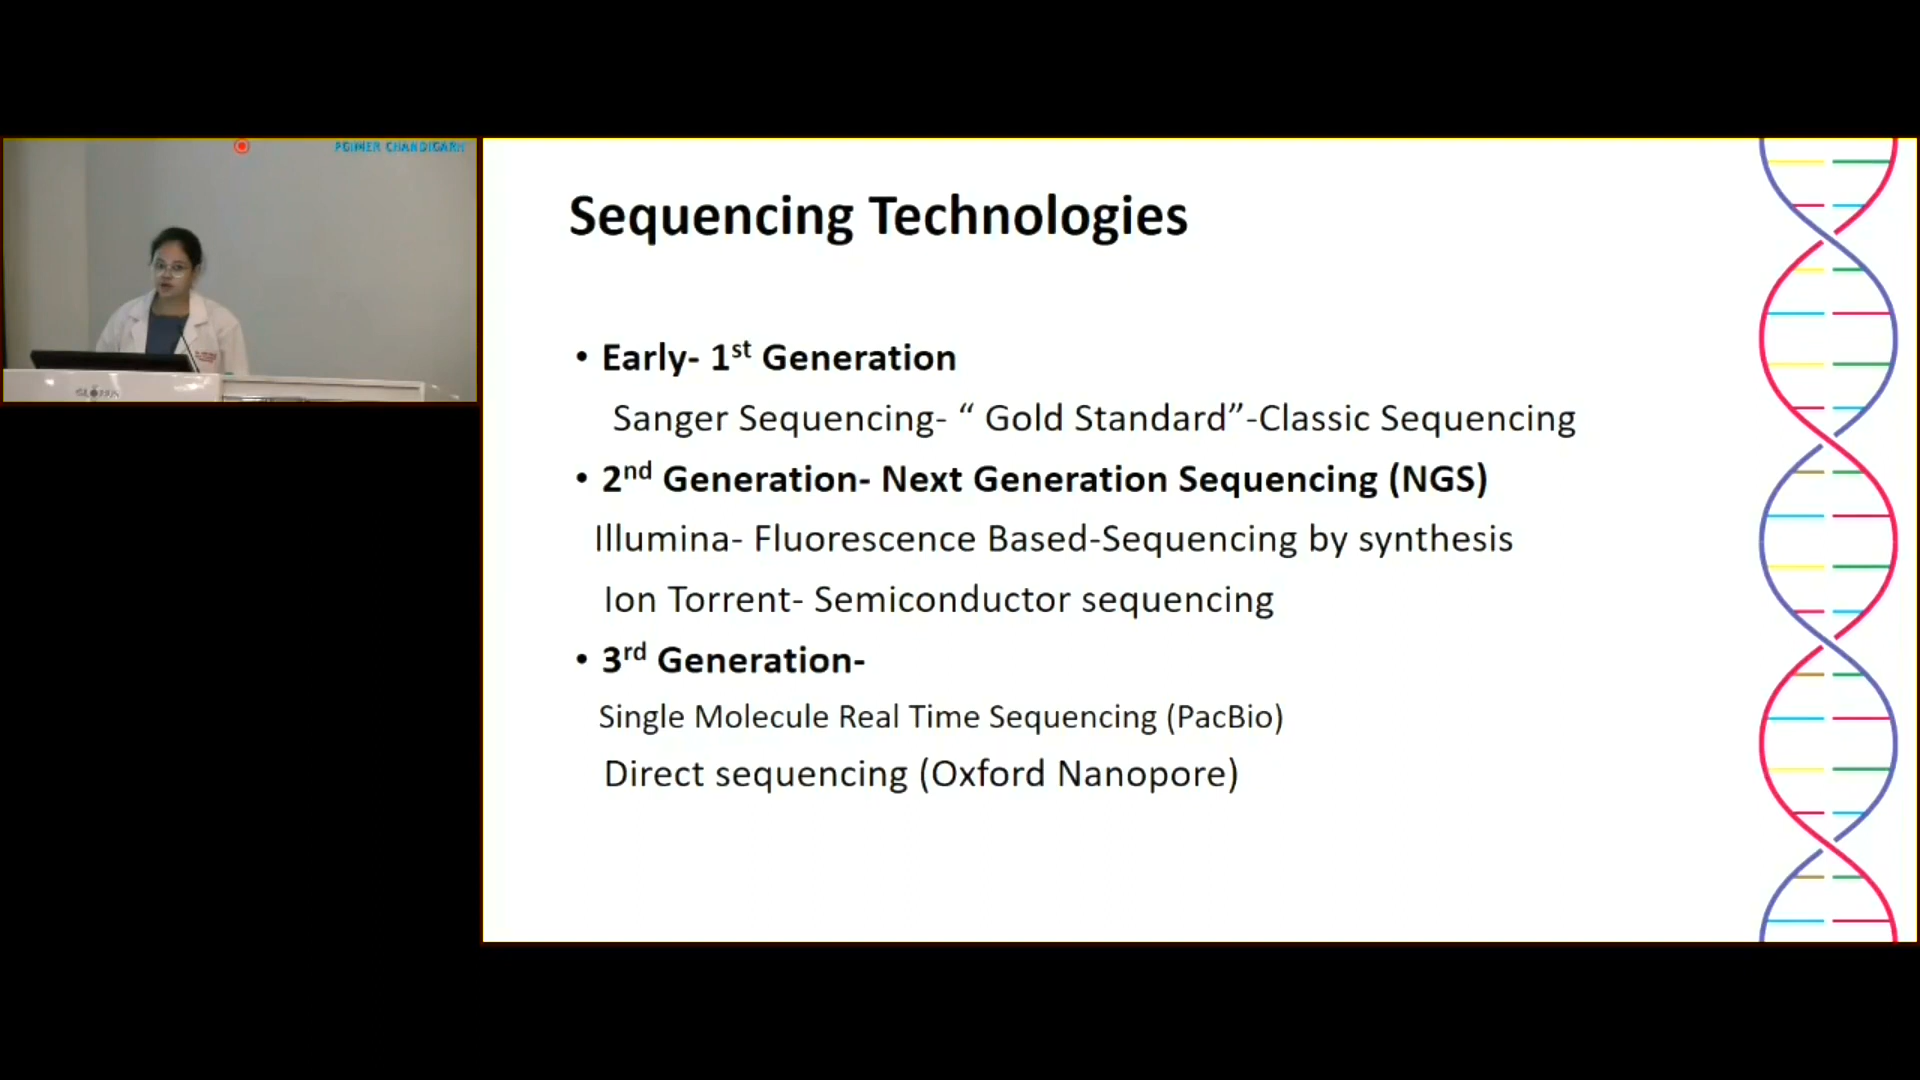 PGIMER CHANDIGARH
Sequencing Technologies
• Early- 1st Generation
Sanger Sequencing- “ Gold Standard”-Classic Sequencing
• 2nd Generation- Next Generation Sequencing (NGS)
Illumina- Fluorescence Based-Sequencing by synthesis
Ion Torrent- Semiconductor sequencing
• 3rd Generation-
Single Molecule Real Time Sequencing (PacBio)
Direct sequencing (Oxford Nanopore)